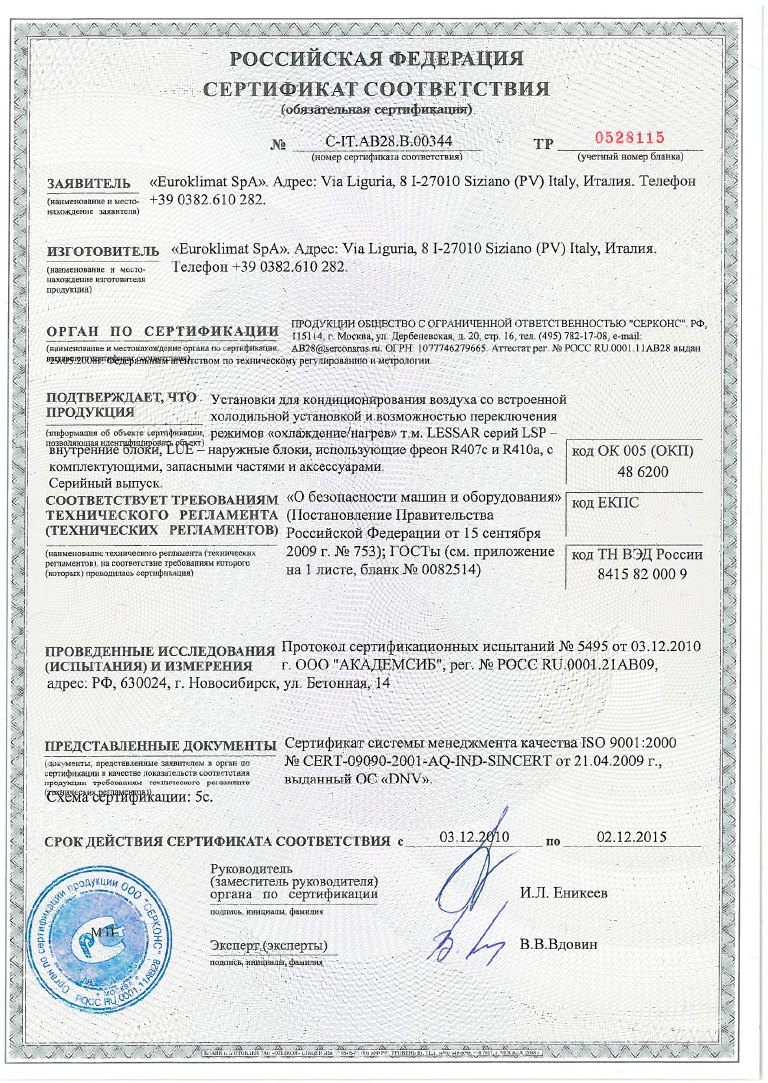 РОССИЙСКАЯ ФЕДЕРАЦИЯ
СЕРТИФИКАТ СООТВЕТСТВИЯ
(обязательная сертификация)
№ C-IT.АВ28.В.00344 ТР 0528115
(номер сертификата соответствия) (учетный номер бланка)
ЗАЯВИТЕЛЬ «Euroklimat SpA». Адрес: Via Liguria, 8 I-27010 Siziano (PV) Italy, Италия. Телефон
(наименование и место- +39 0382.610 282.
нахождение заявителя)
ИЗГОТОВИТЕЛЬ «Euroklimat SpA». Адрес: Via Liguria, 8 I-27010 Siziano (PV) Italy, Италия.
(наименование и место- Телефон +39 0382.610 282.
нахождение изготовителя
продукции)
ОРГАН ПО СЕРТИФИКАЦИИ ПРОДУКЦИИ ОБЩЕСТВО С ОГРАНИЧЕННОЙ ОТВЕТСТВЕННОСТЬЮ "СЕРКОНС". РФ,
115114, г. Москва, ул. Дербеневская, д. 20, стр. 16, тел. (495) 782-17-08, e-mail:
(наименование и местонахождение органа по сертификации, AB28@serconsrus.ru. ОГРН: 1077746279665. Аттестат рег. № РОСС RU.0001.11АВ28 выдан
Федеральным агентством по техническому регулированию и метрологии.
ПОДТВЕРЖДАЕТ, ЧТО Установки для кондиционирования воздуха со встроенной
ПРОДУКЦИЯ холодильной установкой и возможностью переключения
(информация об объекте сертификации, режимов «охлаждение/нагрев» т.м. LESSAR серий LSP –
позволяющая идентифицировать объект)
внутренние блоки, LUE – наружные блоки, использующие фреон R407c и R410a, с
комплектующими, запасными частями и аксессуарами.
Серийный выпуск.
код ОК 005 (ОКП)
48 6200
СООТВЕТСТВУЕТ ТРЕБОВАНИЯМ «О безопасности машин и оборудования»
ТЕХНИЧЕСКОГО РЕГЛАМЕНТА (Постановление Правительства
(ТЕХНИЧЕСКИХ РЕГЛАМЕНТОВ) Российской Федерации от 15 сентября
(наименование технического регламента (технических 2009 г. № 753); ГОСТы (см. приложение
регламентов), на соответствие требованиям которого на 1 листе, бланк № 0082514)
(которых) проводилась сертификация)
код ЕКПС
код ТН ВЭД России
8415 82 000 9
ПРОВЕДЕННЫЕ ИССЛЕДОВАНИЯ Протокол сертификационных испытаний № 5495 от 03.12.2010
(ИСПЫТАНИЯ) И ИЗМЕРЕНИЯ г. ООО "АКАДЕМСИБ", рег. № РОСС RU.0001.21АВ09,
адрес: РФ, 630024, г. Новосибирск, ул. Бетонная, 14
ПРЕДСТАВЛЕННЫЕ ДОКУМЕНТЫ Сертификат системы менеджмента качества ISO 9001:2000
(документы, представленные заявителем в орган по № CERT-09090-2001-AQ-IND-SINCERT от 21.04.2009 г.,
сертификации в качестве доказательств соответствия выданный ОС «DNV».
продукции требованиям технического регламента
(технических регламентов))
Схема сертификации: 5с.
СРОК ДЕЙСТВИЯ СЕРТИФИКАТА СООТВЕТСТВИЯ с 03.12.2010 по 02.12.2015
Руководитель
(заместитель руководителя)
органа по сертификации И.Л. Еникеев
подпись, инициалы, фамилия
Эксперт (эксперты) В.В.Вдовин
подпись, инициалы, фамилия
Орган по сертификации продукции ООО "СЕРКОНС"
РОСС RU.0001.11АВ28